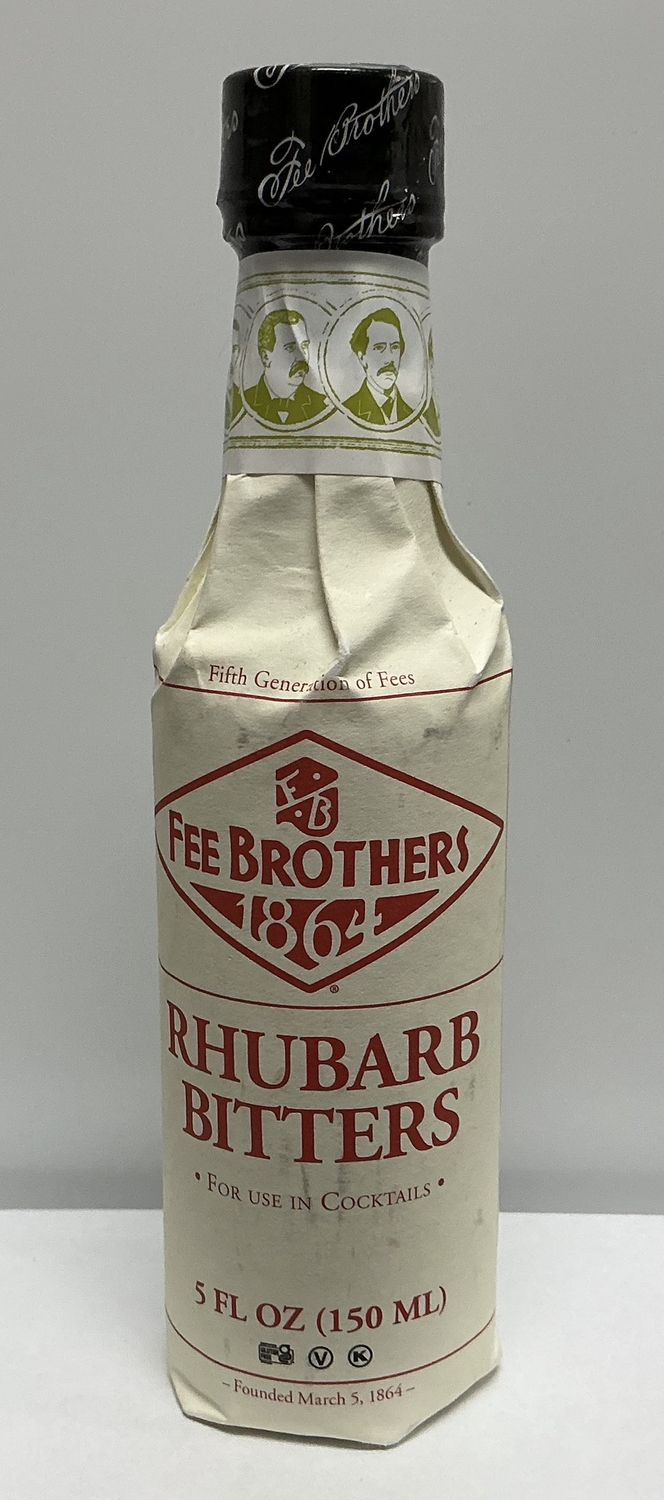 Fee Brothers
Brothers
Fifth Generation of Fees
FB
FEE BROTHERS
1864
®
RHUBARB
BITTERS
• FOR USE IN COCKTAILS •
5 FL OZ (150 ML)
V K
– Founded March 5, 1864 –